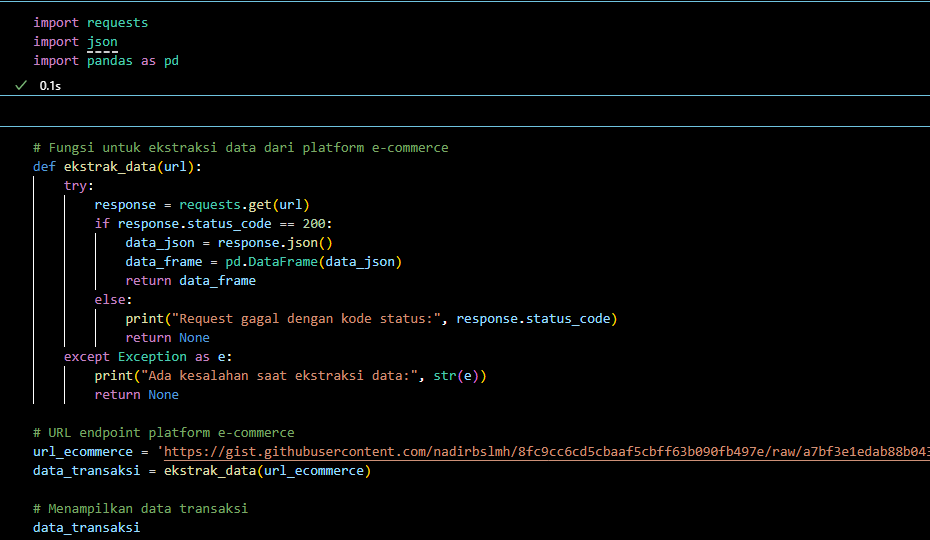 import requests
import json
import pandas as pd
0.1s
# Fungsi untuk ekstraksi data dari platform e-commerce
def ekstrak_data(url):
try:
response = requests.get(url)
if response.status_code == 200:
data_json = response.json()
data_frame = pd.DataFrame(data_json)
return data_frame
else:
print("Request gagal dengan kode status:", response.status_code)
return None
except Exception as e:
print("Ada kesalahan saat ekstraksi data:", str(e))
return None
# URL endpoint platform e-commerce
url_ecommerce = 'https://gist.githubusercontent.com/nadirbslmh/8fc9cc6cd5cbaaf5cbff63b090fb497e/raw/a7bf3e1edab88b043
data_transaksi = ekstrak_data(url_ecommerce)
# Menampilkan data transaksi
data_transaksi